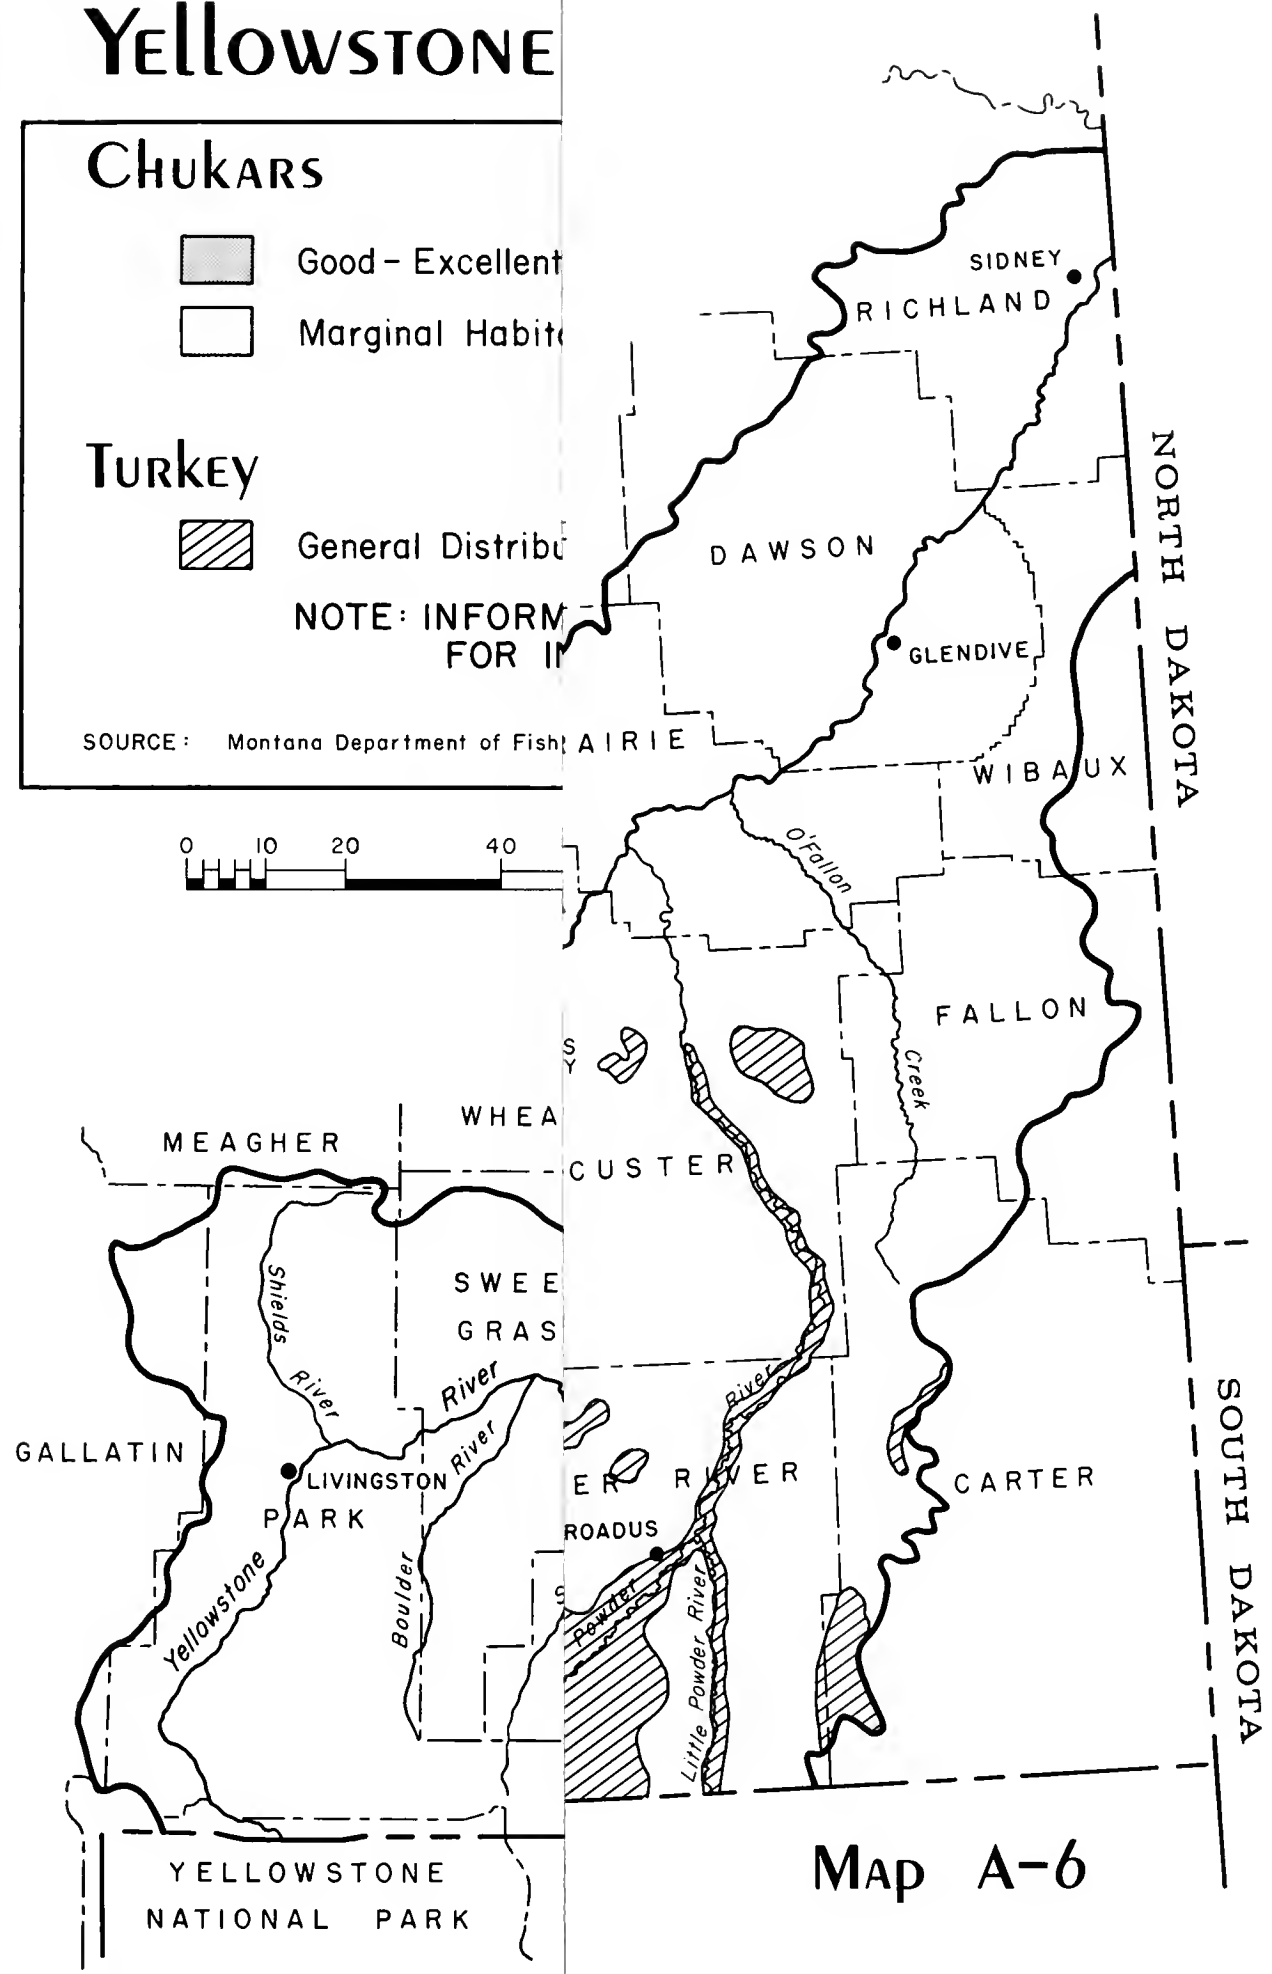 YELLOWSTONE
CHUKARS
Good – Excellent
Marginal
TURKEY
General
NOTE:
FOR
SOURCE: Montana Department of Fish
0 10 20 40
SIDNEY
RICHLAND
DAWSON
GLENDIVE
AIRIE
WIBAUX
O'Fallon
Creek
FALLON
S
Y
CUSTER
NORTH DAKOTA
MEAGHER
WHEA
Shields
River
SWEE
GRAS
River
River
GALLATIN
LIVINGSTON
PARK
Yellowstone
Boulder
S
River
ER RIVER
ROADUS
Powder
Little Powder River
CARTER
SOUTH DAKOTA
YELLOWSTONE
NATIONAL PARK
MAP A-6